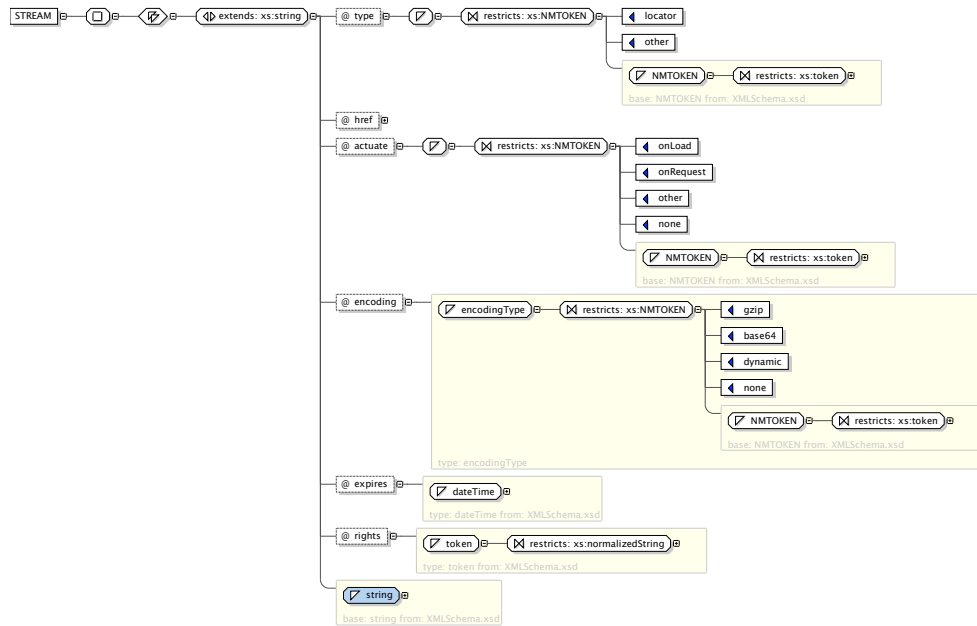 STREAM extends: xs:string @ type restricts: xs:NMTOKEN locator
other
NMTOKEN restricts: xs:token
base: NMTOKEN from: XMLSchema.xsd
@ href
@ actuate restricts: xs:NMTOKEN onLoad
onRequest
other
none
NMTOKEN restricts: xs:token
base: NMTOKEN from: XMLSchema.xsd
@ encoding encodingType restricts: xs:NMTOKEN gzip
base64
dynamic
none
NMTOKEN restricts: xs:token
base: NMTOKEN from: XMLSchema.xsd
type: encodingType
@ expires dateTime
type: dateTime from: XMLSchema.xsd
@ rights token restricts: xs:normalizedString
type: token from: XMLSchema.xsd
string
base: string from: XMLSchema.xsd